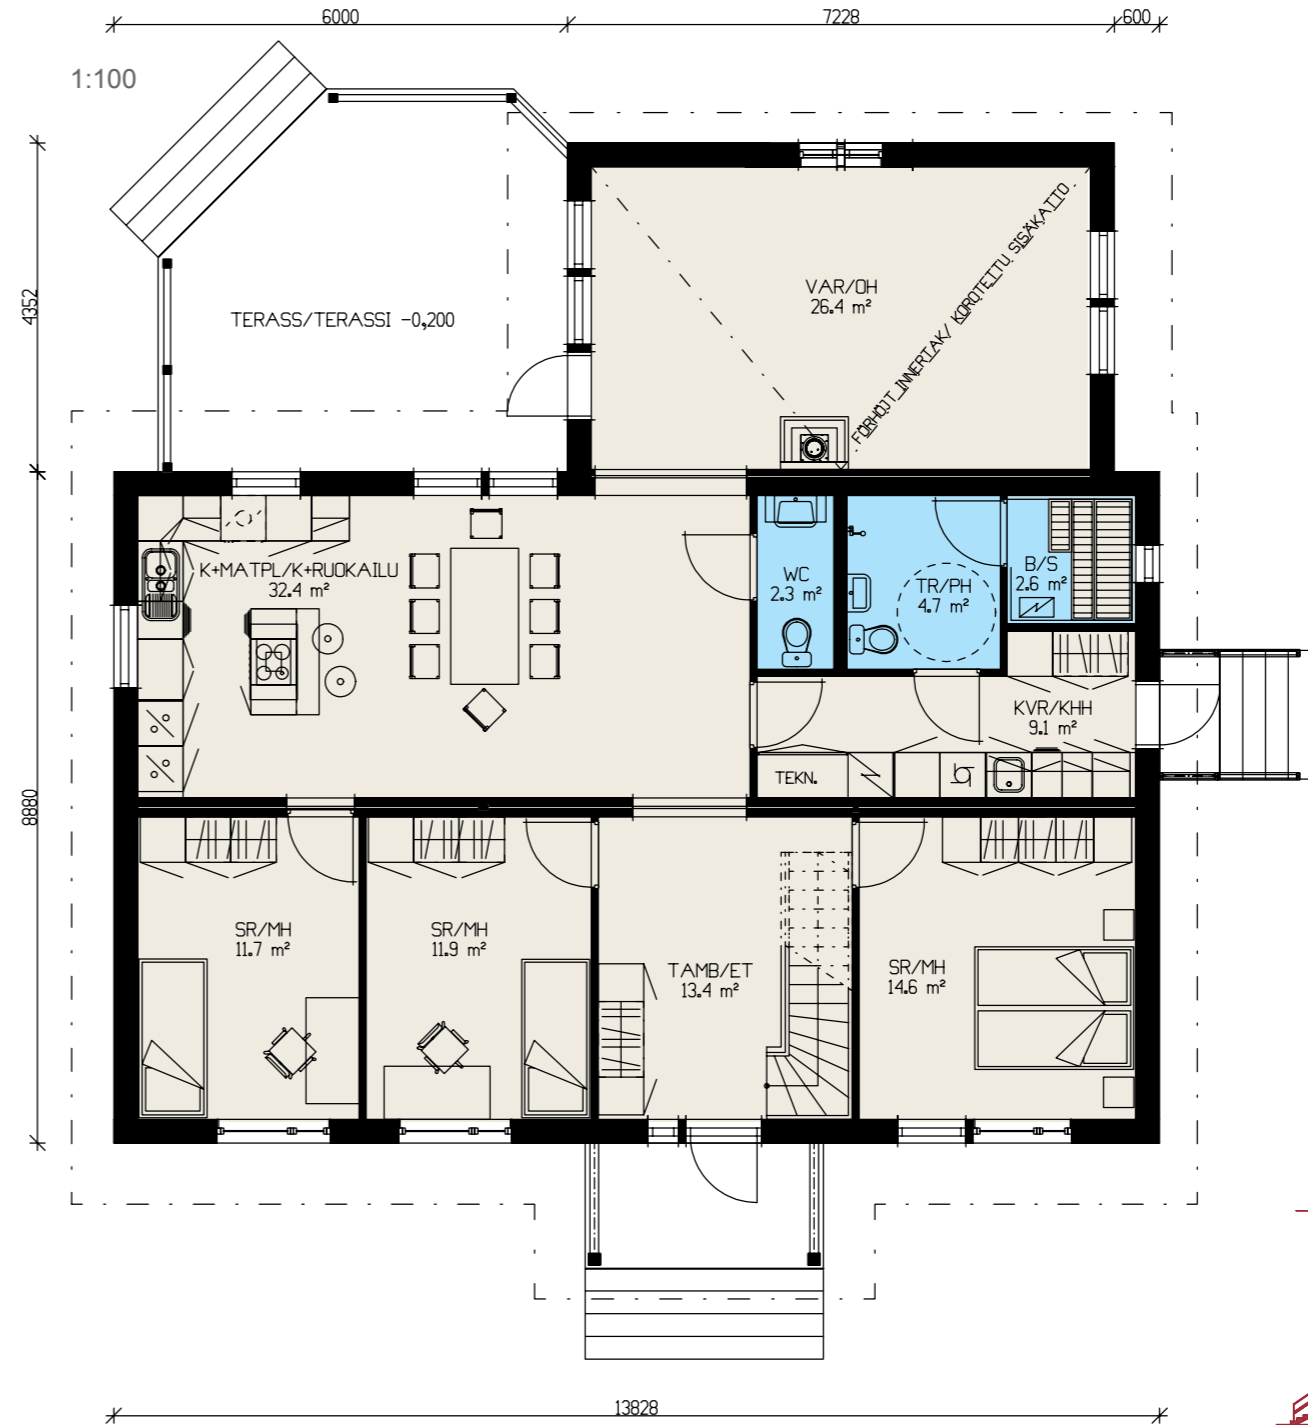 6000
7228
600
1:100
4352
TERASS/TERASSI -0,200
VAR/OH
26.4 m²
FÖRHÖJT INNERTAK/ KOROTETTU SISÄKATTO
K+MATPL/K+RUOKAILU
32.4 m²
WC
2.3 m²
TR/PH
4.7 m²
B/S
2.6 m²
KVR/KHH
9.1 m²
TEKN.
8880
SR/MH
11.7 m²
SR/MH
11.9 m²
TAMB/ET
13.4 m²
SR/MH
14.6 m²
13828